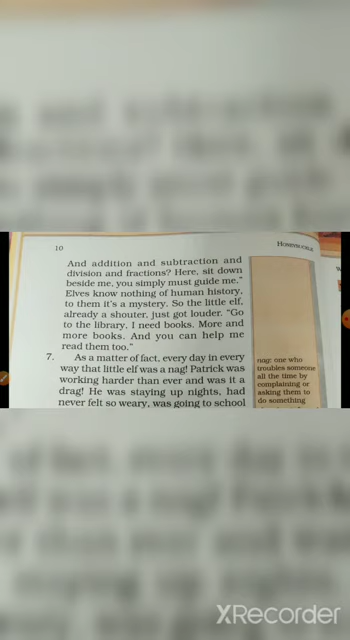 10
HONEYSUCKLE
And addition and subtraction and
division and fractions? Here, sit down
beside me, you simply must guide me.”
Elves know nothing of human history,
to them it’s a mystery. So the little elf,
already a shouter, just got louder. “Go
to the library, I need books. More and
more books. And you can help me
read them too.”
7. As a matter of fact, every day in every
way that little elf was a nag! Patrick was
working harder than ever and was it a
drag! He was staying up nights, had
never felt so weary, was going to school
nag: one who
troubles someone
all the time by
complaining or
asking them to
do something
XRecorder